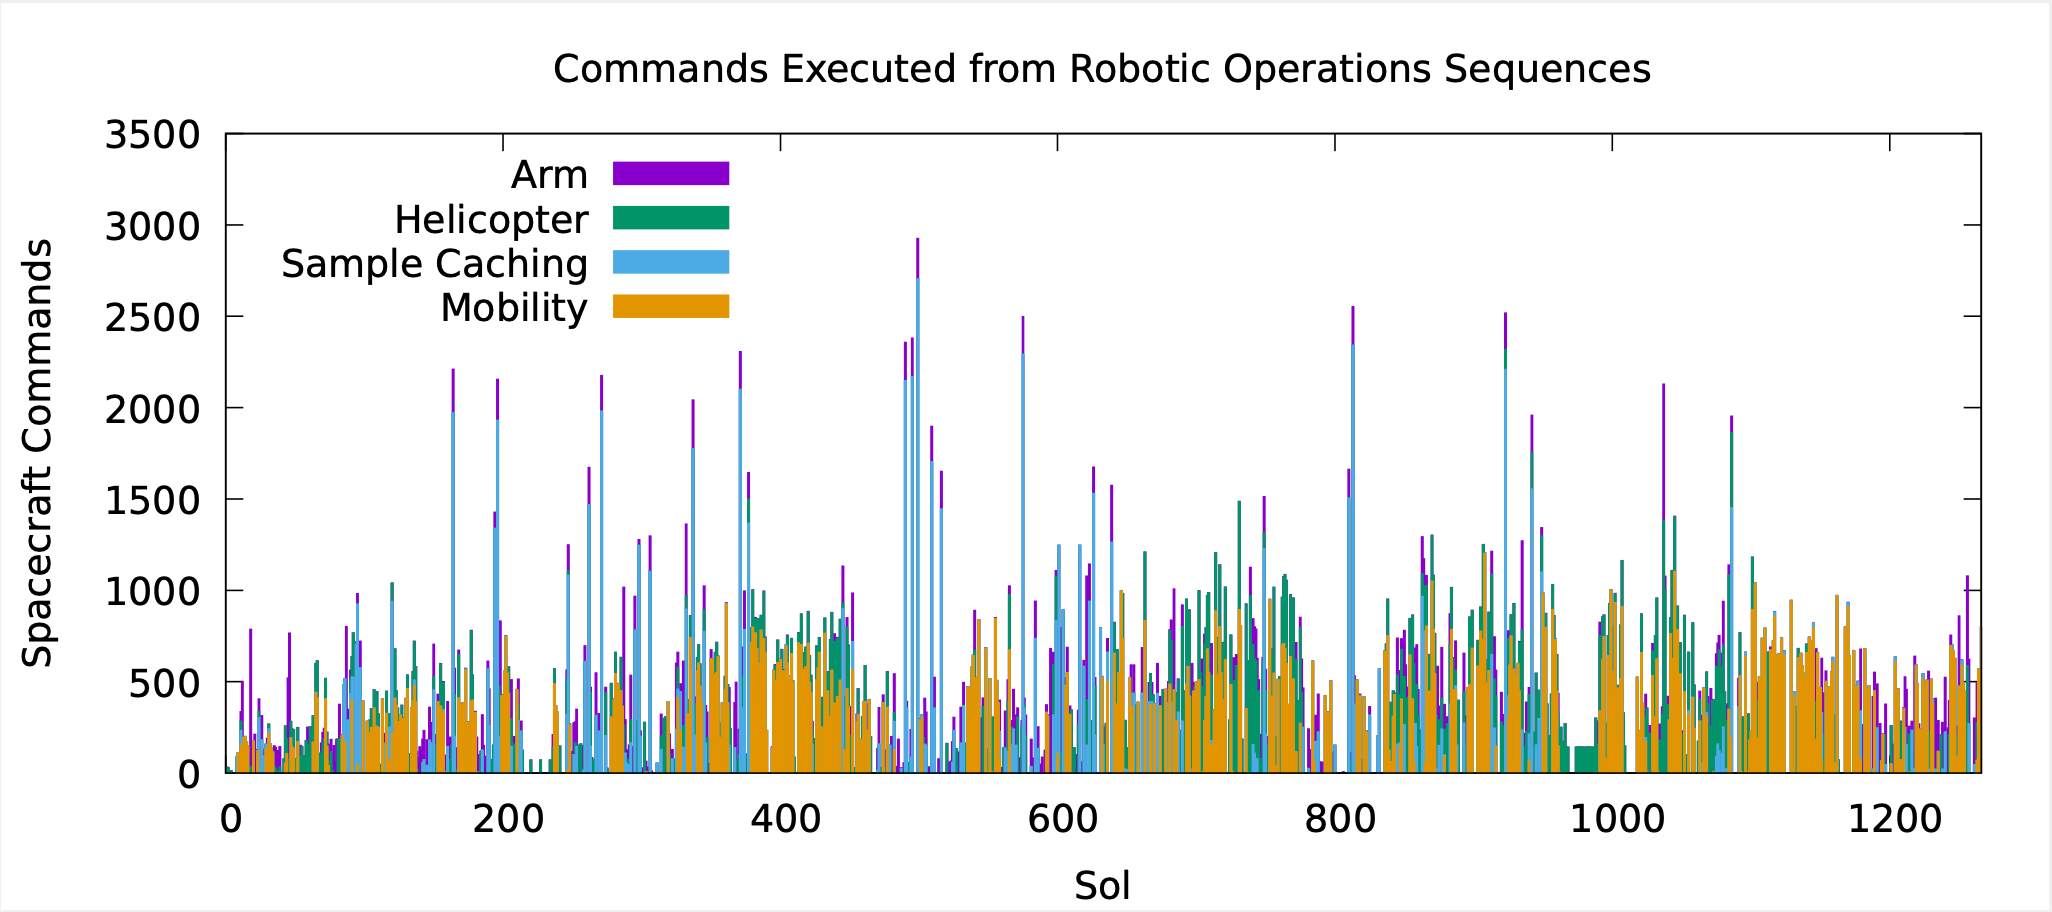 Commands Executed from Robotic Operations Sequences
3500
3000
2500
2000
1500
1000
500
0
Spacecraft Commands
Arm
Helicopter
Sample Caching
Mobility
0 200 400 600 800 1000 1200
Sol